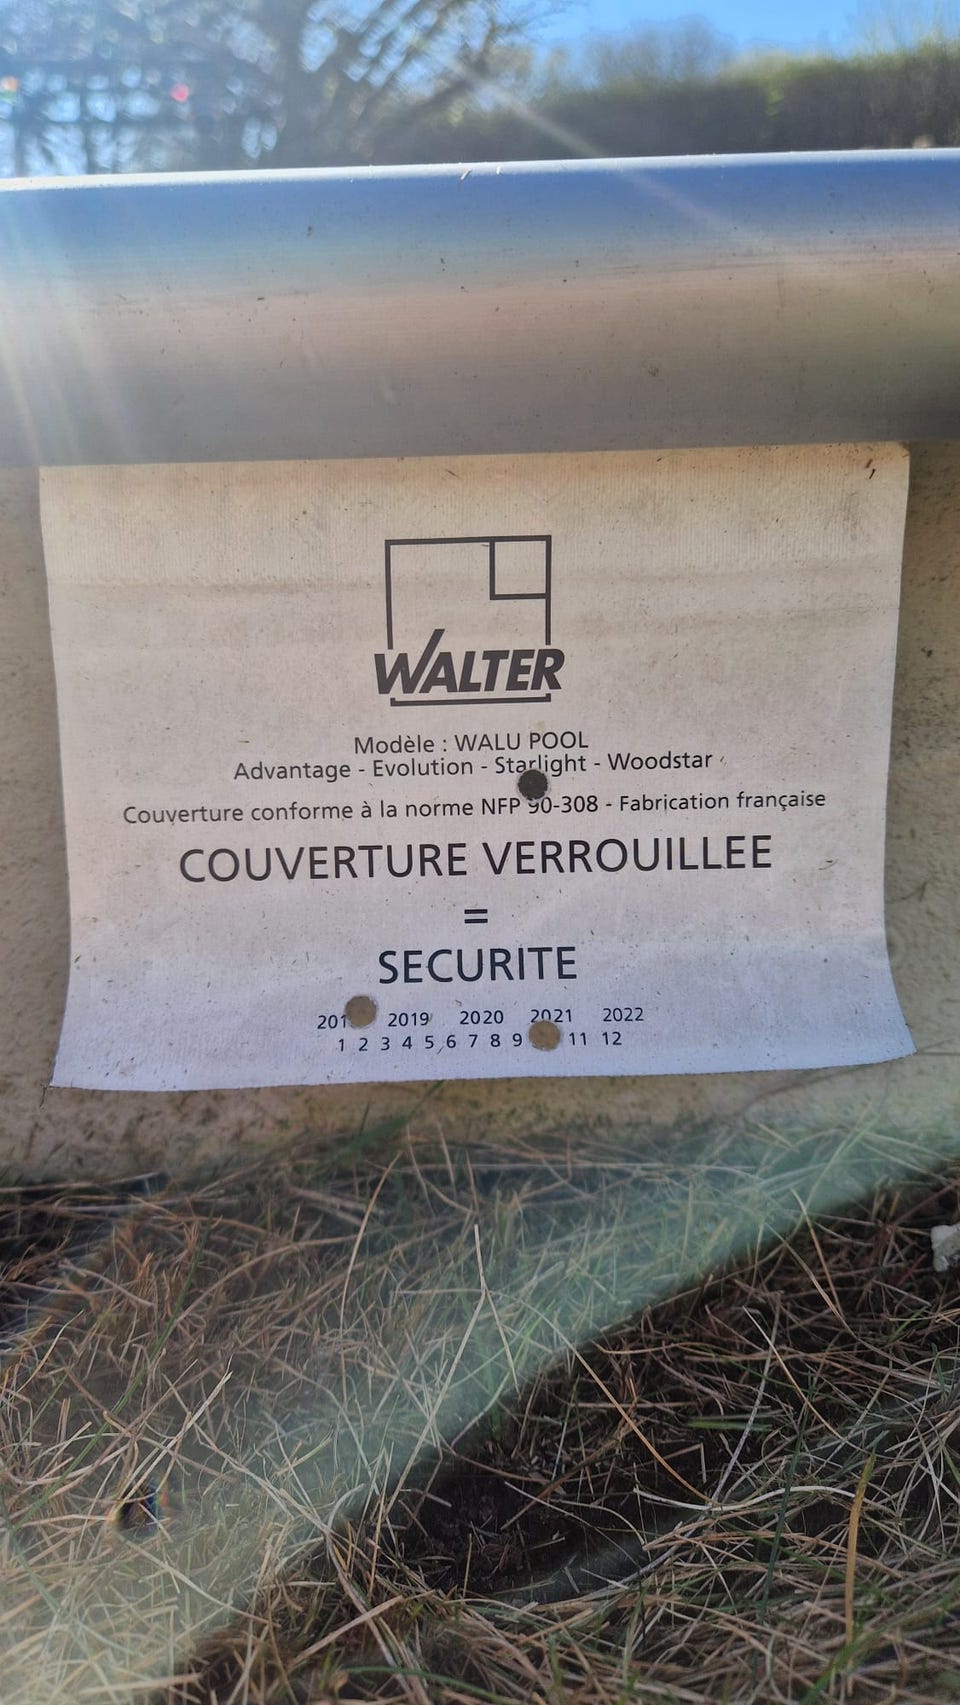 WALTER
Modèle : WALU POOL
Advantage - Evolution - Starlight - Woodstar
Couverture conforme à la norme NFP 90-308 - Fabrication française
COUVERTURE VERROUILLEE
=
SECURITE
201 2019 2020 2021 2022
1 2 3 4 5 6 7 8 9 11 12